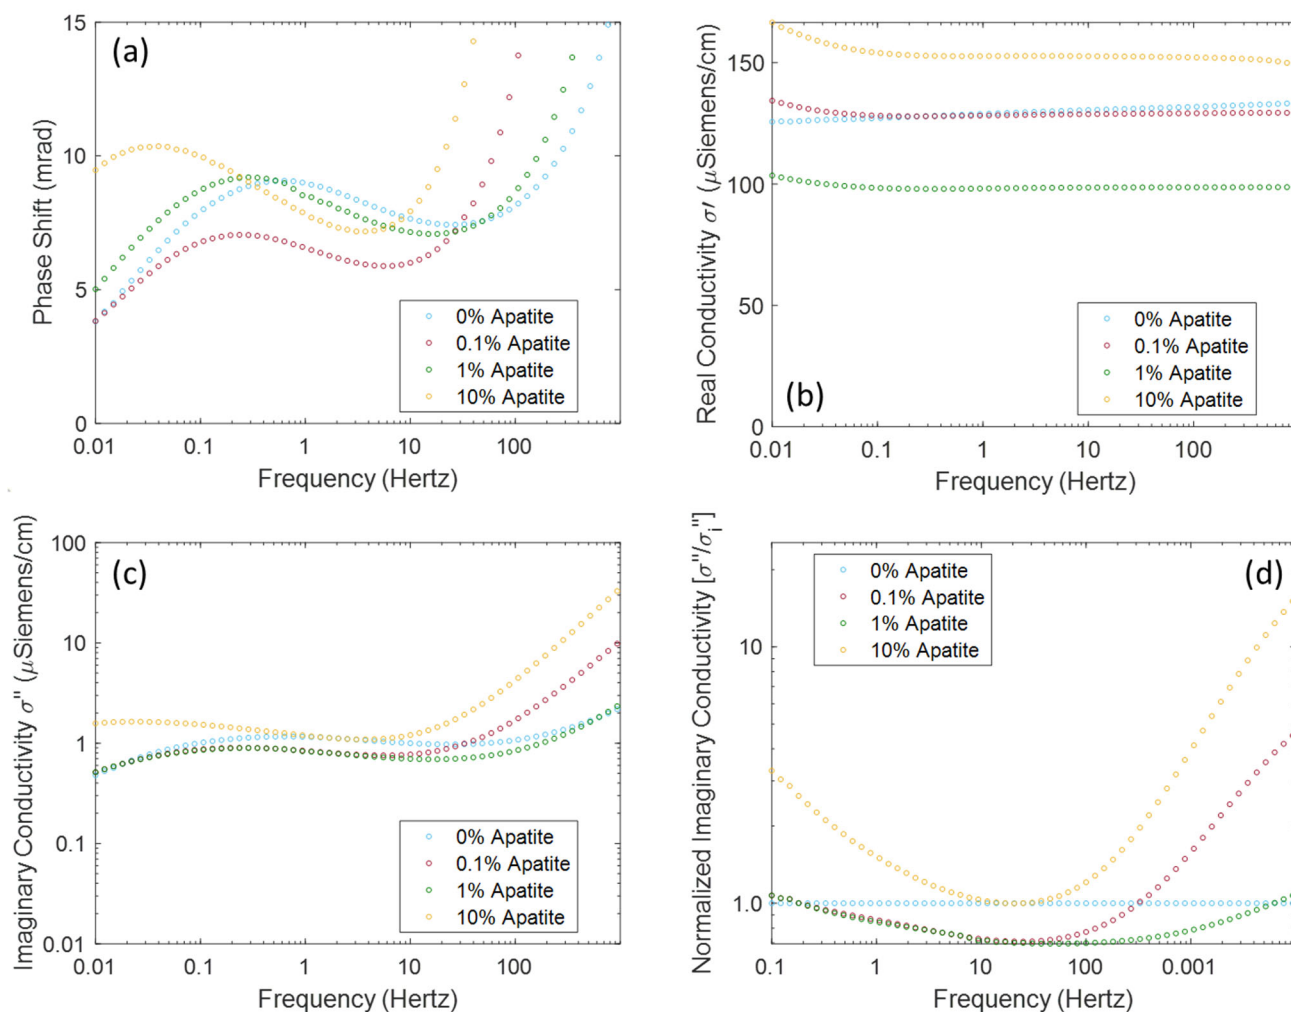 (a)
15
10
5
0
Phase Shift (mrad)
0% Apatite
0.1% Apatite
1% Apatite
10% Apatite
0.01 0.1 1 10 100
Frequency (Hertz)
(b)
150
100
50
0
Real Conductivity σ′ (μSiemens/cm)
0% Apatite
0.1% Apatite
1% Apatite
10% Apatite
0.01 0.1 1 10 100
Frequency (Hertz)
(c)
100
10
1
0.1
0.01
Imaginary Conductivity σ" (μSiemens/cm)
0% Apatite
0.1% Apatite
1% Apatite
10% Apatite
0.01 0.1 1 10 100
Frequency (Hertz)
(d)
10
1.0
Normalized Imaginary Conductivity [σ"/σi"]
0% Apatite
0.1% Apatite
1% Apatite
10% Apatite
0.1 1 10 100 0.001
Frequency (Hertz)